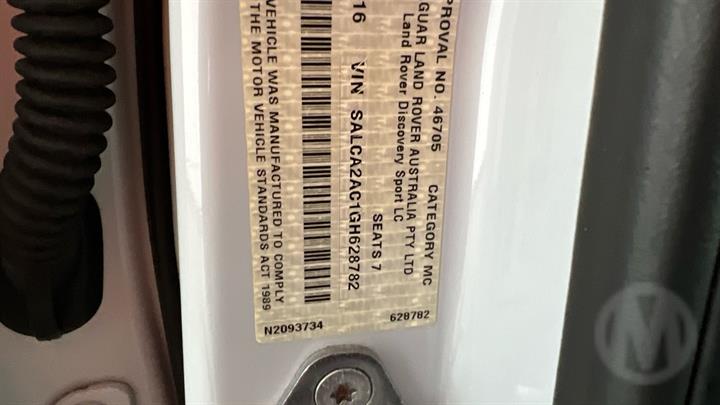 PROVAL NO. 46705 CATEGORY MC
GUAR LAND ROVER AUSTRALIA PTY LTD
Land Rover Discovery Sport LC
SEATS 7
16 VIN SALCA2AC1GH628782
VEHICLE WAS MANUFACTURED TO COMPLY
THE MOTOR VEHICLE STANDARDS ACT 1989
N2093734
628782
M